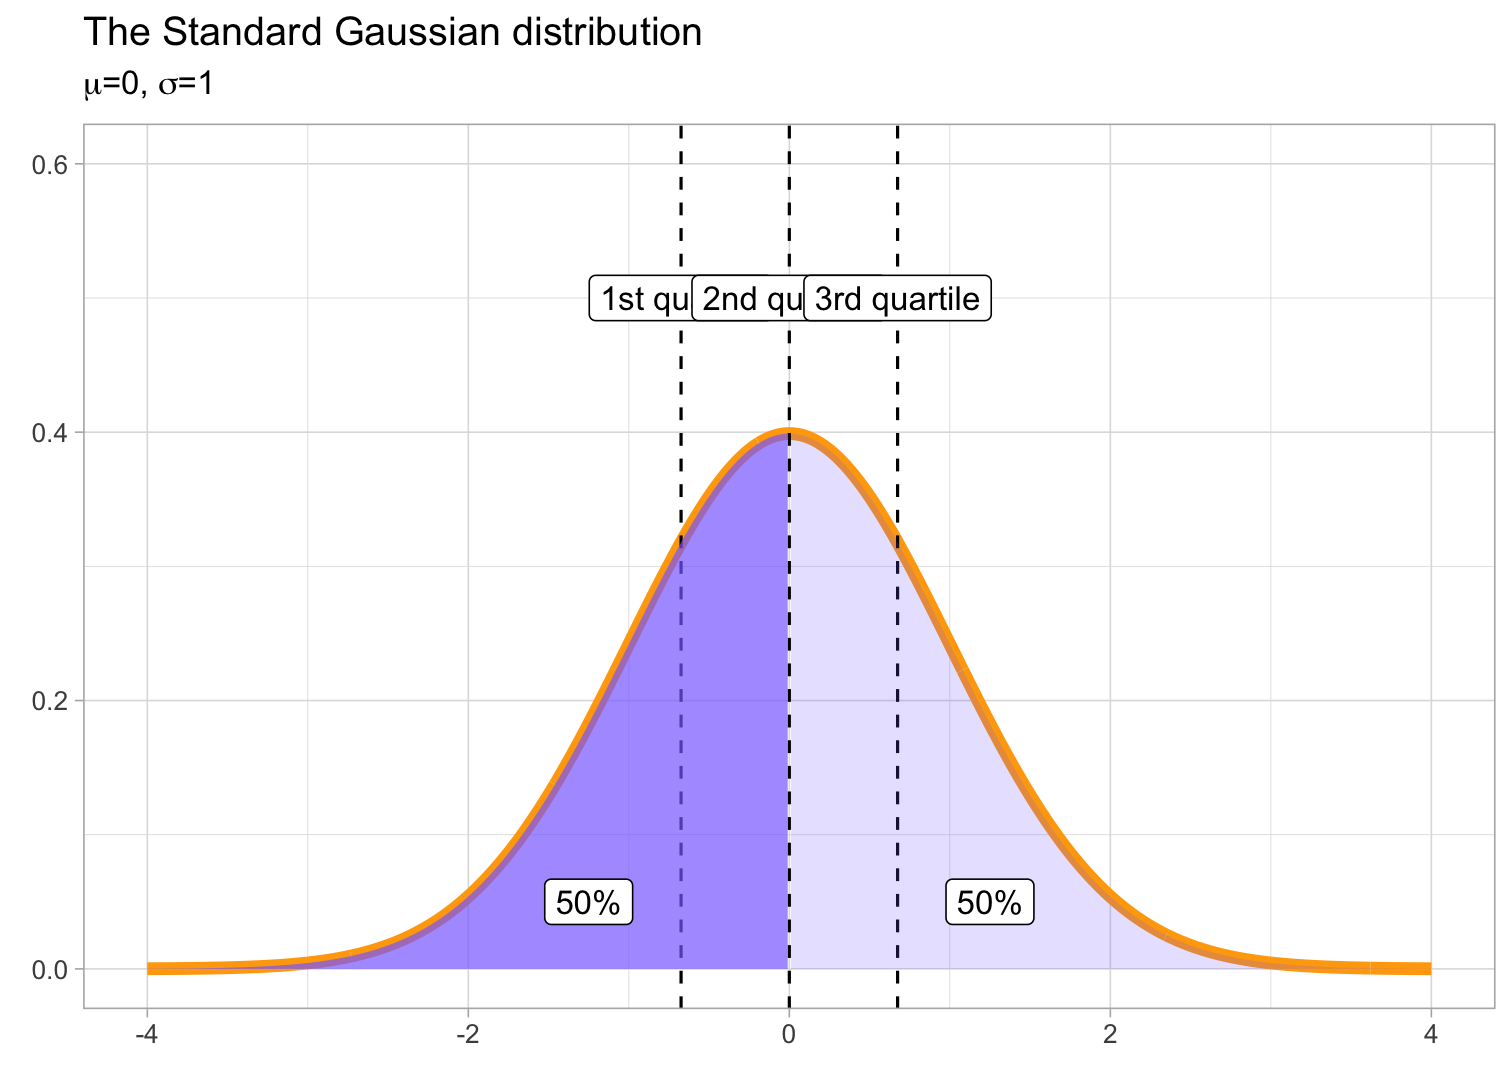 The Standard Gaussian distribution
μ=0, σ=1
0.6
1st qu 2nd qu 3rd quartile
0.4
0.2
50% 50%
0.0
-4 -2 0 2 4